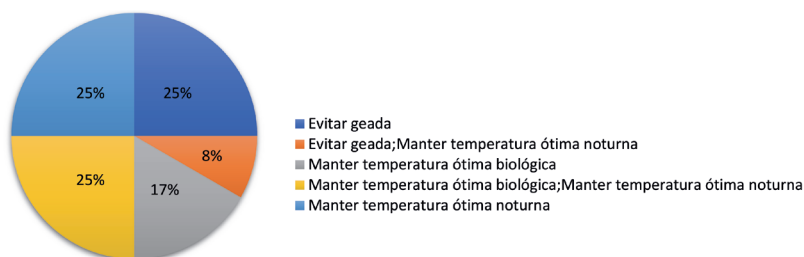 25%
25%
8%
25%
17%
Evitar geada
Evitar geada;Manter temperatura ótima noturna
Manter temperatura ótima biológica
Manter temperatura ótima biológica;Manter temperatura ótima noturna
Manter temperatura ótima noturna